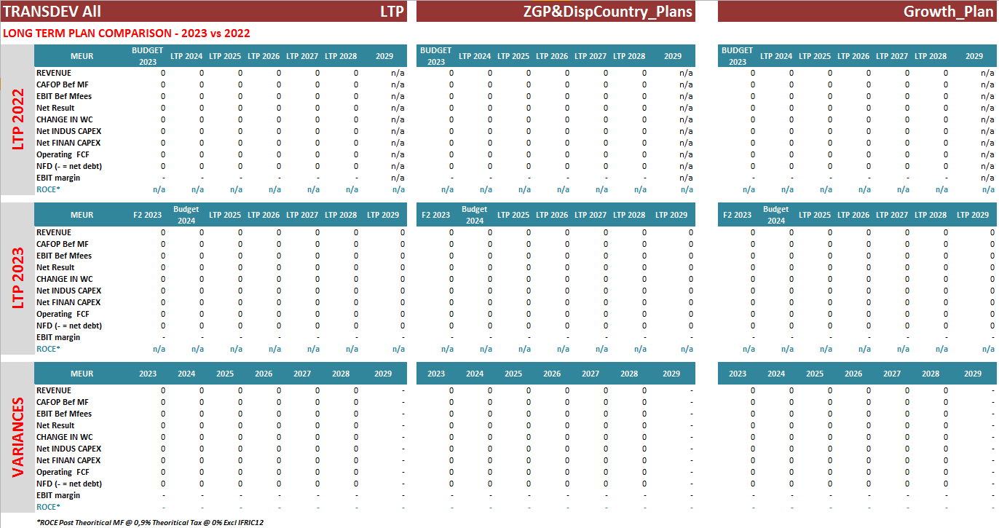 TRANSDEV All LTP ZGP&DispCountry_Plans Growth_Plan
LONG TERM PLAN COMPARISON - 2023 vs 2022
LTP 2022
MEUR BUDGET 2023 LTP 2024 LTP 2025 LTP 2026 LTP 2027 LTP 2028 2029 BUDGET 2023 LTP 2024 LTP 2025 LTP 2026 LTP 2027 LTP 2028 2029 BUDGET 2023 LTP 2024 LTP 2025 LTP 2026 LTP 2027 LTP 2028 2029
REVENUE 0 0 0 0 0 0 n/a 0 0 0 0 0 0 n/a 0 0 0 0 0 0 n/a
CAFOP Bef MF 0 0 0 0 0 0 n/a 0 0 0 0 0 0 n/a 0 0 0 0 0 0 n/a
EBIT Bef Mfees 0 0 0 0 0 0 n/a 0 0 0 0 0 0 n/a 0 0 0 0 0 0 n/a
Net Result 0 0 0 0 0 0 n/a 0 0 0 0 0 0 n/a 0 0 0 0 0 0 n/a
CHANGE IN WC 0 0 0 0 0 0 n/a 0 0 0 0 0 0 n/a 0 0 0 0 0 0 n/a
Net INDUS CAPEX 0 0 0 0 0 0 n/a 0 0 0 0 0 0 n/a 0 0 0 0 0 0 n/a
Net FINAN CAPEX 0 0 0 0 0 0 n/a 0 0 0 0 0 0 n/a 0 0 0 0 0 0 n/a
Operating FCF 0 0 0 0 0 0 n/a 0 0 0 0 0 0 n/a 0 0 0 0 0 0 n/a
NFD (- = net debt) 0 0 0 0 0 0 n/a 0 0 0 0 0 0 n/a 0 0 0 0 0 0 n/a
EBIT margin - - - - - - n/a - - - - - - n/a - - - - - - n/a
ROCE* n/a n/a n/a n/a n/a n/a n/a n/a n/a n/a n/a n/a n/a n/a n/a n/a n/a n/a n/a n/a n/a
LTP 2023
MEUR F2 2023 Budget 2024 LTP 2025 LTP 2026 LTP 2027 LTP 2028 LTP 2029 F2 2023 Budget 2024 LTP 2025 LTP 2026 LTP 2027 LTP 2028 LTP 2029 F2 2023 Budget 2024 LTP 2025 LTP 2026 LTP 2027 LTP 2028 LTP 2029
REVENUE 0 0 0 0 0 0 0 0 0 0 0 0 0 0 0 0 0 0 0 0 0
CAFOP Bef MF 0 0 0 0 0 0 0 0 0 0 0 0 0 0 0 0 0 0 0 0 0
EBIT Bef Mfees 0 0 0 0 0 0 0 0 0 0 0 0 0 0 0 0 0 0 0 0 0
Net Result 0 0 0 0 0 0 0 0 0 0 0 0 0 0 0 0 0 0 0 0 0
CHANGE IN WC 0 0 0 0 0 0 0 0 0 0 0 0 0 0 0 0 0 0 0 0 0
Net INDUS CAPEX 0 0 0 0 0 0 0 0 0 0 0 0 0 0 0 0 0 0 0 0 0
Net FINAN CAPEX 0 0 0 0 0 0 0 0 0 0 0 0 0 0 0 0 0 0 0 0 0
Operating FCF 0 0 0 0 0 0 0 0 0 0 0 0 0 0 0 0 0 0 0 0 0
NFD (- = net debt) 0 0 0 0 0 0 0 0 0 0 0 0 0 0 0 0 0 0 0 0 0
EBIT margin - - - - - - - - - - - - - - - - - - - - -
ROCE* n/a n/a n/a n/a n/a n/a n/a n/a n/a n/a n/a n/a n/a n/a n/a n/a n/a n/a n/a n/a n/a
VARIANCES
MEUR 2023 2024 2025 2026 2027 2028 2029 2023 2024 2025 2026 2027 2028 2029 2023 2024 2025 2026 2027 2028 2029
REVENUE 0 0 0 0 0 0 - 0 0 0 0 0 0 - 0 0 0 0 0 0 -
CAFOP Bef MF 0 0 0 0 0 0 - 0 0 0 0 0 0 - 0 0 0 0 0 0 -
EBIT Bef Mfees 0 0 0 0 0 0 - 0 0 0 0 0 0 - 0 0 0 0 0 0 -
Net Result 0 0 0 0 0 0 - 0 0 0 0 0 0 - 0 0 0 0 0 0 -
CHANGE IN WC 0 0 0 0 0 0 - 0 0 0 0 0 0 - 0 0 0 0 0 0 -
Net INDUS CAPEX 0 0 0 0 0 0 - 0 0 0 0 0 0 - 0 0 0 0 0 0 -
Net FINAN CAPEX 0 0 0 0 0 0 - 0 0 0 0 0 0 - 0 0 0 0 0 0 -
Operating FCF 0 0 0 0 0 0 - 0 0 0 0 0 0 - 0 0 0 0 0 0 -
NFD (- = net debt) 0 0 0 0 0 0 - 0 0 0 0 0 0 - 0 0 0 0 0 0 -
EBIT margin - - - - - - - - - - - - - - - - - - - - -
ROCE* - - - - - - - - - - - - - - - - - - - - -
*ROCE Post Theoritical MF @ 0,9% Theoritical Tax @ 0% Excl IFRIC12